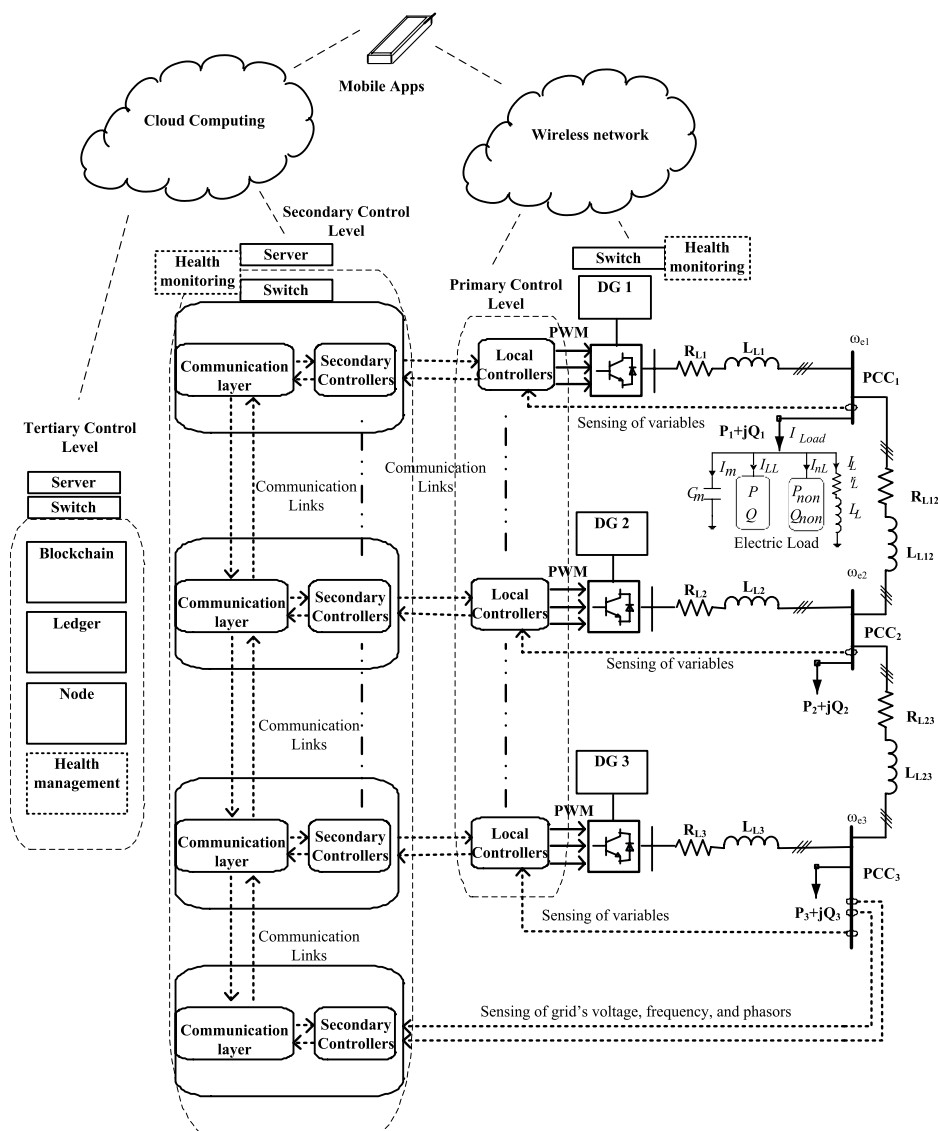 Mobile Apps
Cloud Computing
Wireless network
Secondary Control
Level
Server
Health
monitoring
Switch
Switch
Health
monitoring
Primary Control
Level
DG 1
PWM
Communication
layer
Secondary
Controllers
Local
Controllers
R_L1
L_L1
ω_e1
PCC_1
Sensing of variables
P_1+jQ_1
I_Load
Tertiary Control
Level
Server
Switch
Blockchain
Ledger
Node
Health
management
Communication
Links
Communication
Links
I_m
I_LL
I_nL
I_L
r_L
C_m
P
Q
P_non
Q_non
I_L
Electric Load
R_L12
L_L12
DG 2
PWM
Communication
layer
Secondary
Controllers
Local
Controllers
R_L2
L_L2
ω_e2
PCC_2
Sensing of variables
P_2+jQ_2
R_L23
L_L23
Communication
Links
DG 3
PWM
Communication
layer
Secondary
Controllers
Local
Controllers
R_L3
L_L3
ω_e3
PCC_3
P_3+jQ_3
Sensing of variables
Communication
Links
Communication
layer
Secondary
Controllers
Sensing of grid's voltage, frequency, and phasors